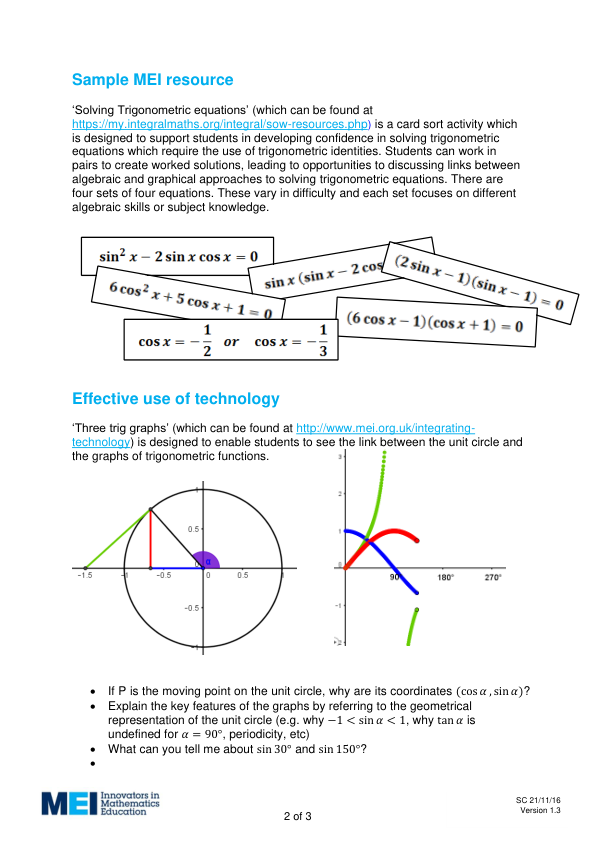 Sample MEI resource
‘Solving Trigonometric equations’ (which can be found at
https://my.integralmaths.org/integral/sow-resources.php) is a card sort activity which
is designed to support students in developing confidence in solving trigonometric
equations which require the use of trigonometric identities. Students can work in
pairs to create worked solutions, leading to opportunities to discussing links between
algebraic and graphical approaches to solving trigonometric equations. There are
four sets of four equations. These vary in difficulty and each set focuses on different
algebraic skills or subject knowledge.
sin² x − 2 sin x cos x = 0
sin x (sin x − 2 cos
(2 sin x − 1)(sin x − 1) = 0
6 cos² x + 5 cos x + 1 = 0
(6 cos x − 1)(cos x + 1) = 0
cos x = −1/2 or cos x = −1/3
Effective use of technology
‘Three trig graphs’ (which can be found at http://www.mei.org.uk/integrating-
technology) is designed to enable students to see the link between the unit circle and
the graphs of trigonometric functions.
1
0.5
α
−1.5 −1 −0.5 0 0.5 1
−0.5
−1
3
2
1
0 90° 180° 270°
−1
−2
• If P is the moving point on the unit circle, why are its coordinates (cos α , sin α)?
• Explain the key features of the graphs by referring to the geometrical
representation of the unit circle (e.g. why −1 < sin α < 1, why tan α is
undefined for α = 90°, periodicity, etc)
• What can you tell me about sin 30° and sin 150°?
•
MEI Innovators in
Mathematics
Education
2 of 3
SC 21/11/16
Version 1.3